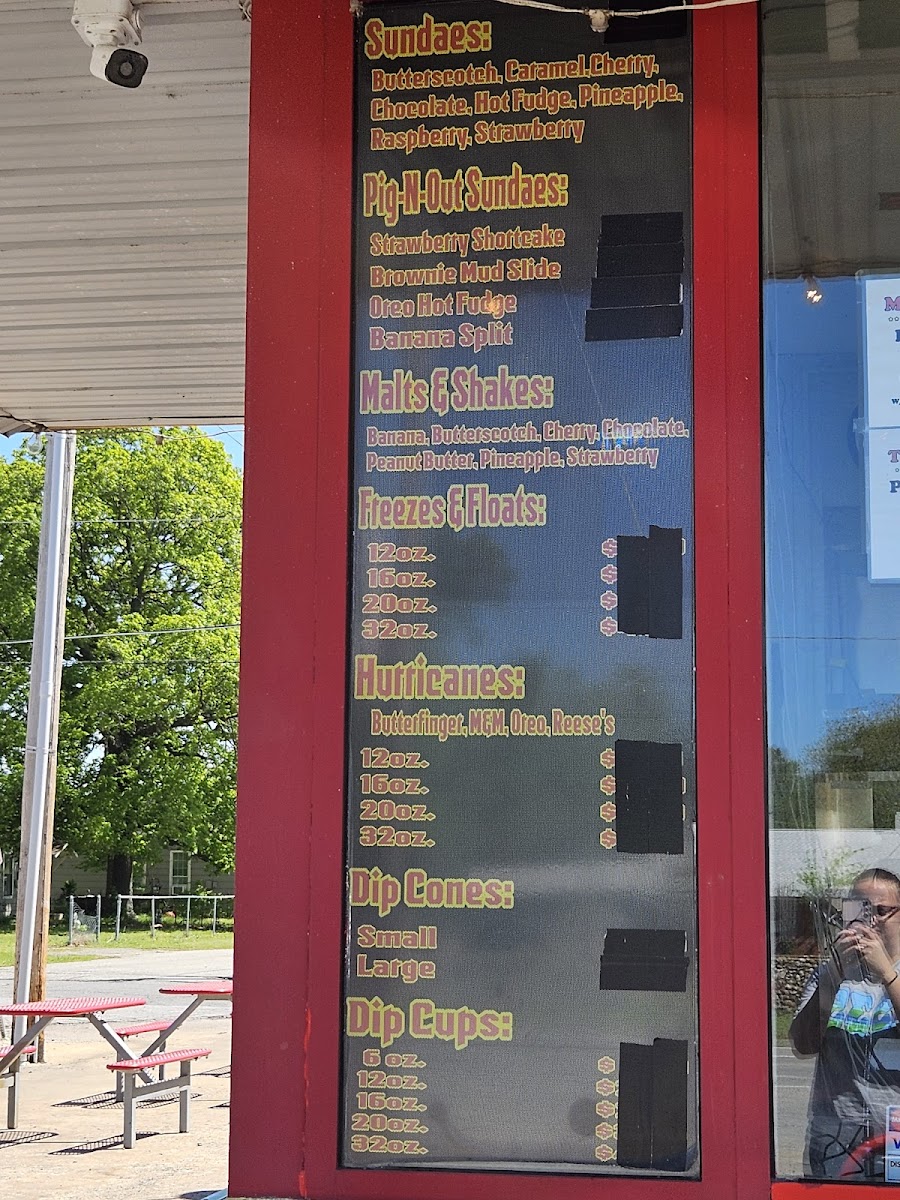 Sundaes:
Butterscotch, Caramel,Cherry,
Chocolate, Hot Fudge, Pineapple,
Raspberry, Strawberry
Pig-N-Out Sundaes:
Strawberry Shortcake
Brownie Mud Slide
Oreo Hot Fudge
Banana Split
Malts & Shakes:
Banana, Butterscotch, Cherry, Chocolate,
Peanut Butter, Pineapple, Strawberry
Freezes & Floats:
12oz. $
16oz. $
20oz. $
32oz. $
Hurricanes:
Butterfinger, M&M, Oreo, Reese's
12oz. $
16oz. $
20oz. $
32oz. $
Dip Cones:
Small
Large
Dip Cups:
6 oz. $
12oz. $
16oz. $
20oz. $
32oz. $